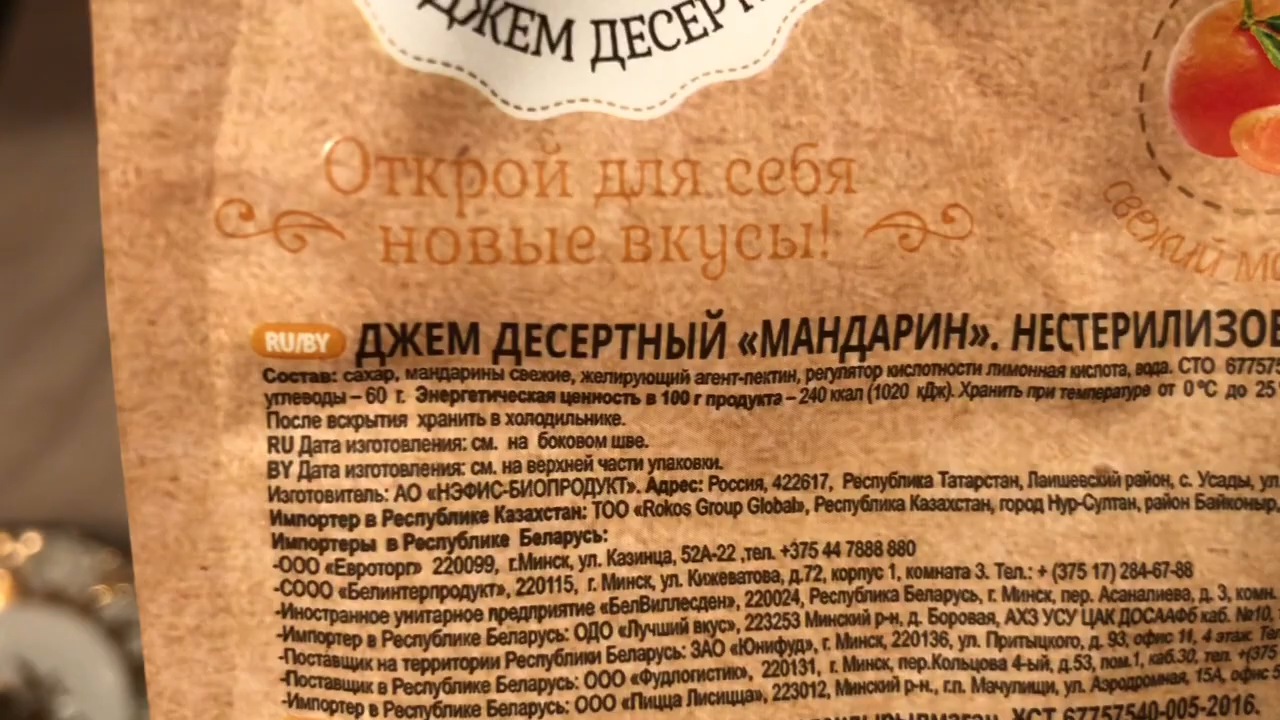 ДЖЕМ ДЕСЕРТ
Открой для себя
новые вкусы!
свежий
RU/BY ДЖЕМ ДЕСЕРТНЫЙ «МАНДАРИН». НЕСТЕРИЛИЗОВ
Состав: сахар, мандарины свежие, желирующий агент-пектин, регулятор кислотности лимонная кислота, вода. СТО 67757
углеводы – 60 г. Энергетическая ценность в 100 г продукта – 240 ккал (1020 кДж). Хранить при температуре от 0 °С до 25
После вскрытия хранить в холодильнике.
RU Дата изготовления: см. на боковом шве.
BY Дата изготовления: см. на верхней части упаковки.
Изготовитель: АО «НЭФИС-БИОПРОДУКТ». Адрес: Россия, 422617, Республика Татарстан, Лаишевский район, с. Усады, ул.
Импортер в Республике Казахстан: ТОО «Rokos Group Global», Республика Казахстан, город Нур-Султан, район Байконыр,
Импортеры в Республике Беларусь:
-ООО «Евроторг» 220099, г.Минск, ул. Казинца, 52А-22 ,тел. +375 44 7888 880
-СООО «Белинтерпродукт», 220115, г. Минск, ул. Кижеватова, д.72, корпус 1, комната 3. Тел.: + (375 17) 284-67-88
-Иностранное унитарное предприятие «БелВиллесден», 220024, Республика Беларусь, г. Минск, пер. Асаналиева, д. 3, комн.
-Импортер в Республике Беларусь: ОДО «Лучший вкус», 223253 Минский р-н, д. Боровая, АХЗ УСУ ЦАК ДОСААФб каб. №10,
-Поставщик на территории Республики Беларусь: ЗАО «Юнифуд», г. Минск, 220136, ул. Притыцкого, д. 93, офис 11, 4 этаж
-Поставщик в Республике Беларусь: ООО «Фудлогистик», 220131, г. Минск, пер.Кольцова 4-ый, д.53, пом.1, каб.30, тел. +(375
-Импортер в Республике Беларусь: ООО «Пицца Лисицца», 223012, Минский р-н., г.п. Мачулищи, ул. Аэродромная, 15А, офис
ХСТ 67757540-005-2016.